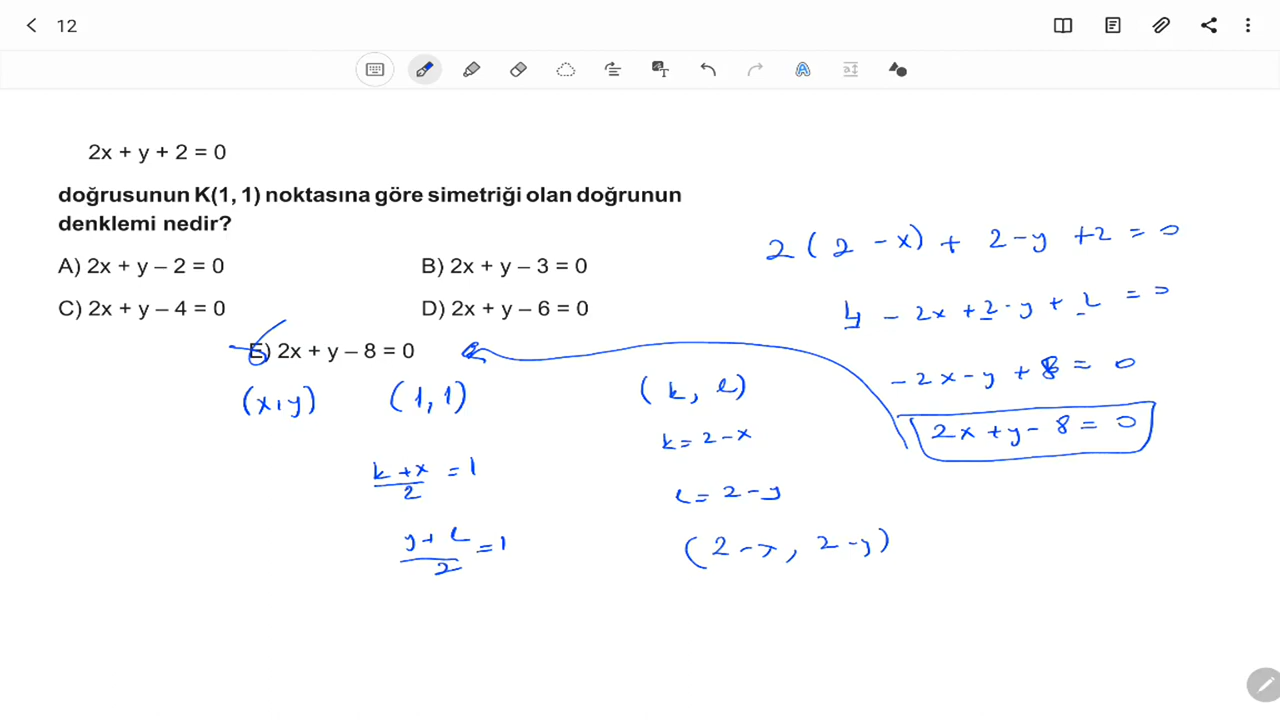 12
2x + y + 2 = 0
doğrusunun K(1, 1) noktasına göre simetriği olan doğrunun
denklemi nedir?
A) 2x + y – 2 = 0
B) 2x + y – 3 = 0
C) 2x + y – 4 = 0
D) 2x + y – 6 = 0
E) 2x + y – 8 = 0
(x,y)
(1,1)
(k, l)
k+x/2 = 1
k = 2-x
y+l/2 = 1
l = 2-y
(2-x, 2-y)
2(2-x) + 2-y +2 = 0
4 - 2x + 2 - y + 2 = 0
-2x-y + 8 = 0
2x+y-8 = 0